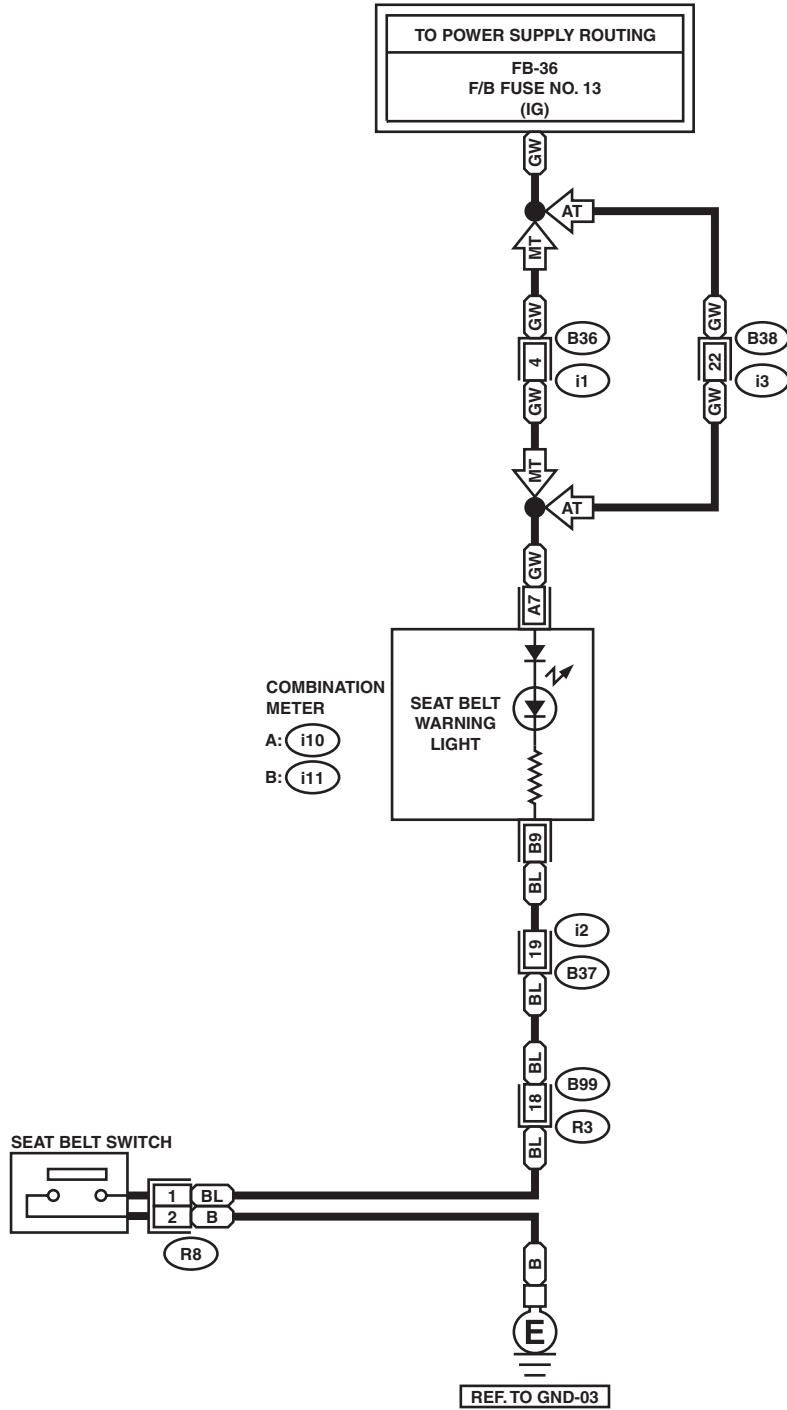 TO POWER SUPPLY ROUTING
FB-36
F/B FUSE NO. 13
(IG)
GW
AT
MT
GW
GW
4
B36
22
B38
i1
i3
GW
GW
MT
AT
GW
A7
COMBINATION
METER
A: i10
B: i11
SEAT BELT
WARNING
LIGHT
B9
BL
19
i2
B37
BL
BL
18
B99
R3
BL
SEAT BELT SWITCH
1 BL
2 B
R8
B
E
REF. TO GND-03